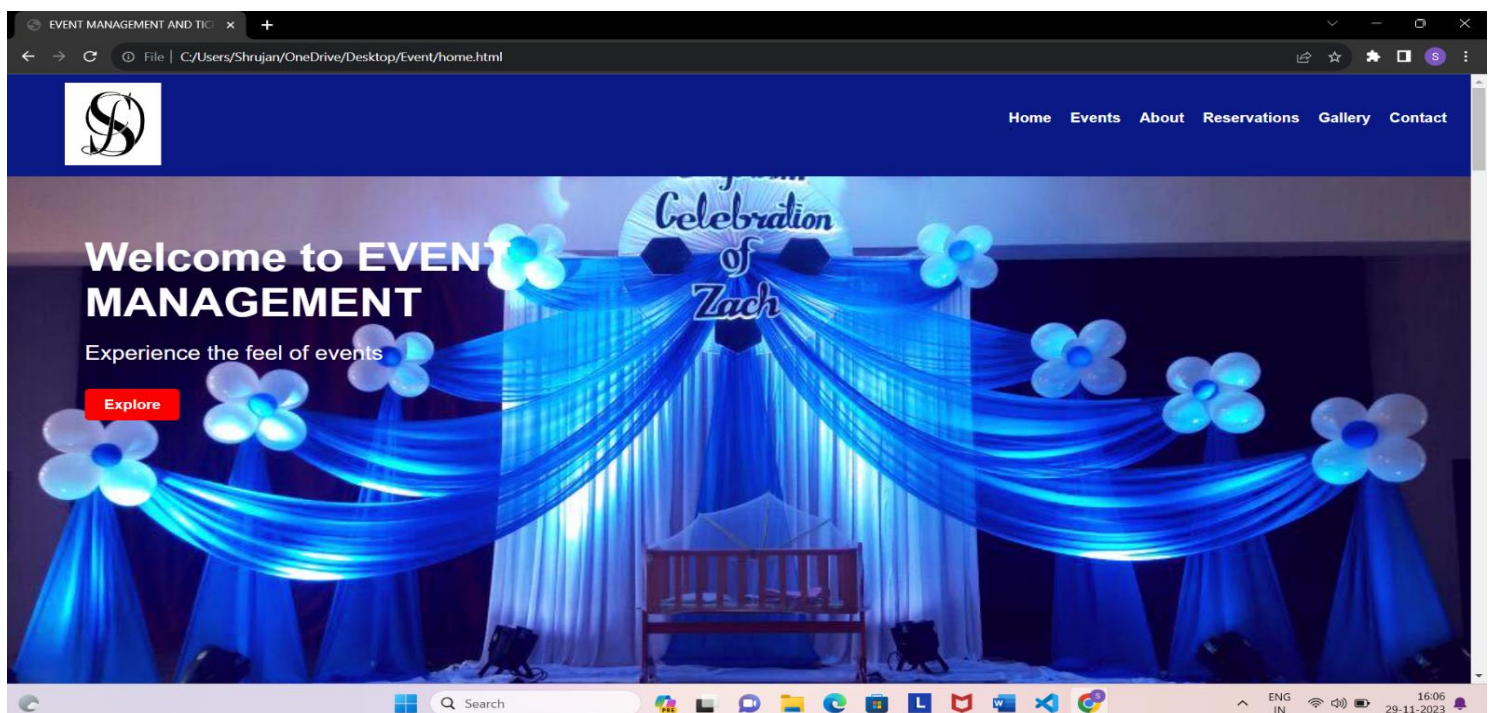 EVENT MANAGEMENT AND TIC
File | C:/Users/Shrujan/OneDrive/Desktop/Event/home.html
S
SD
Home Events About Reservations Gallery Contact
Celebration
of
Zach
Welcome to EVENT
MANAGEMENT
Experience the feel of events
Explore
Search
PRE
L
W
S
ENG
IN
16:06
29-11-2023